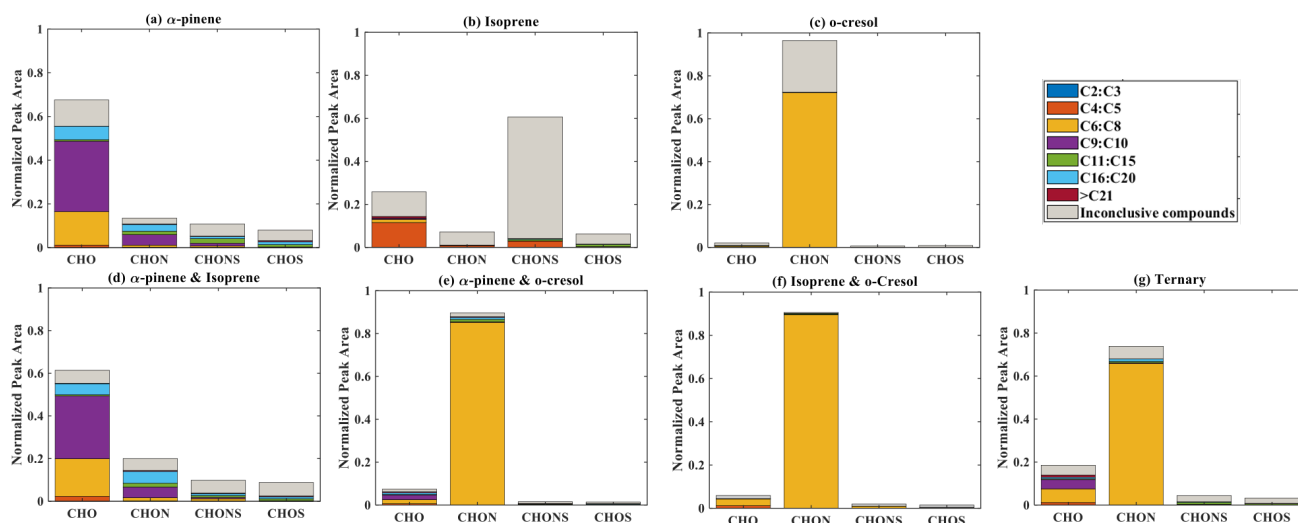 (a) α-pinene
Normalized Peak Area
1
0.8
0.6
0.4
0.2
0
CHO CHON CHONS CHOS
(b) Isoprene
Normalized Peak Area
1
0.8
0.6
0.4
0.2
0
CHO CHON CHONS CHOS
(c) o-cresol
Normalized Peak Area
1
0.8
0.6
0.4
0.2
0
CHO CHON CHONS CHOS
C2:C3
C4:C5
C6:C8
C9:C10
C11:C15
C16:C20
>C21
Inconclusive compounds
(d) α-pinene & Isoprene
Normalized Peak Area
1
0.8
0.6
0.4
0.2
0
CHO CHON CHONS CHOS
(e) α-pinene & o-cresol
Normalized Peak Area
1
0.8
0.6
0.4
0.2
0
CHO CHON CHONS CHOS
(f) Isoprene & o-Cresol
Normalized Peak Area
1
0.8
0.6
0.4
0.2
0
CHO CHON CHONS CHOS
(g) Ternary
Normalized Peak Area
1
0.8
0.6
0.4
0.2
0
CHO CHON CHONS CHOS